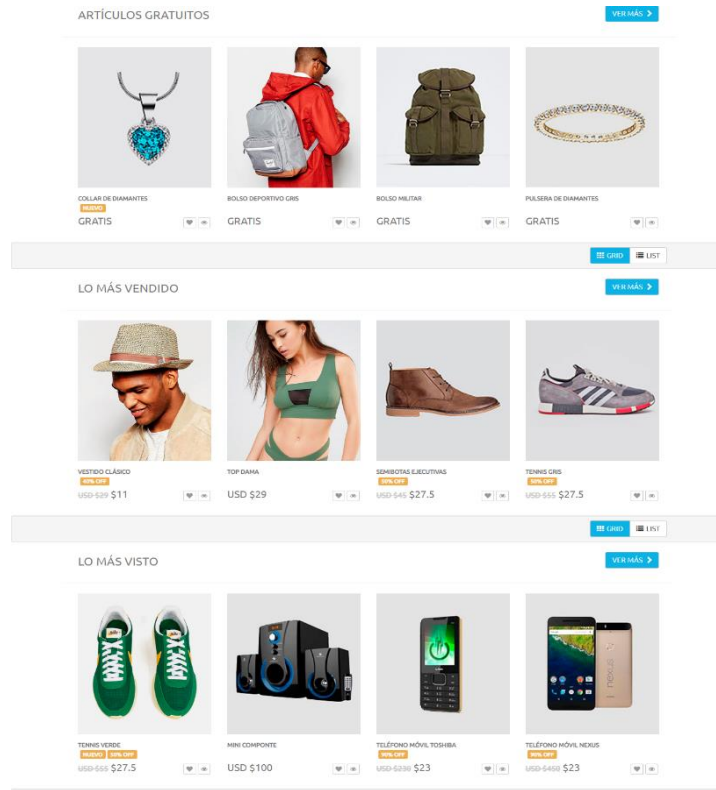 ARTÍCULOS GRATUITOS
VER MÁS
COLLAR DE DIAMANTES
NUEVO
GRATIS
BOLSO DEPORTIVO GRIS
GRATIS
BOLSO MILITAR
GRATIS
PULSERA DE DIAMANTES
GRATIS
GRID LIST
LO MÁS VENDIDO
VER MÁS
VESTIDO CLÁSICO
40% OFF
USD $29 $11
TOP DAMA
USD $29
SEMIBOTAS EJECUTIVAS
50% OFF
USD $45 $27.5
TENNIS GRIS
50% OFF
USD $55 $27.5
GRID LIST
LO MÁS VISTO
VER MÁS
TENNIS VERDE
NUEVO 50% OFF
USD $55 $27.5
MINI COMPONTE
USD $100
TELÉFONO MÓVIL TOSHIBA
90% OFF
USD $230 $23
TELÉFONO MÓVIL NEXUS
90% OFF
USD $450 $23
nexus